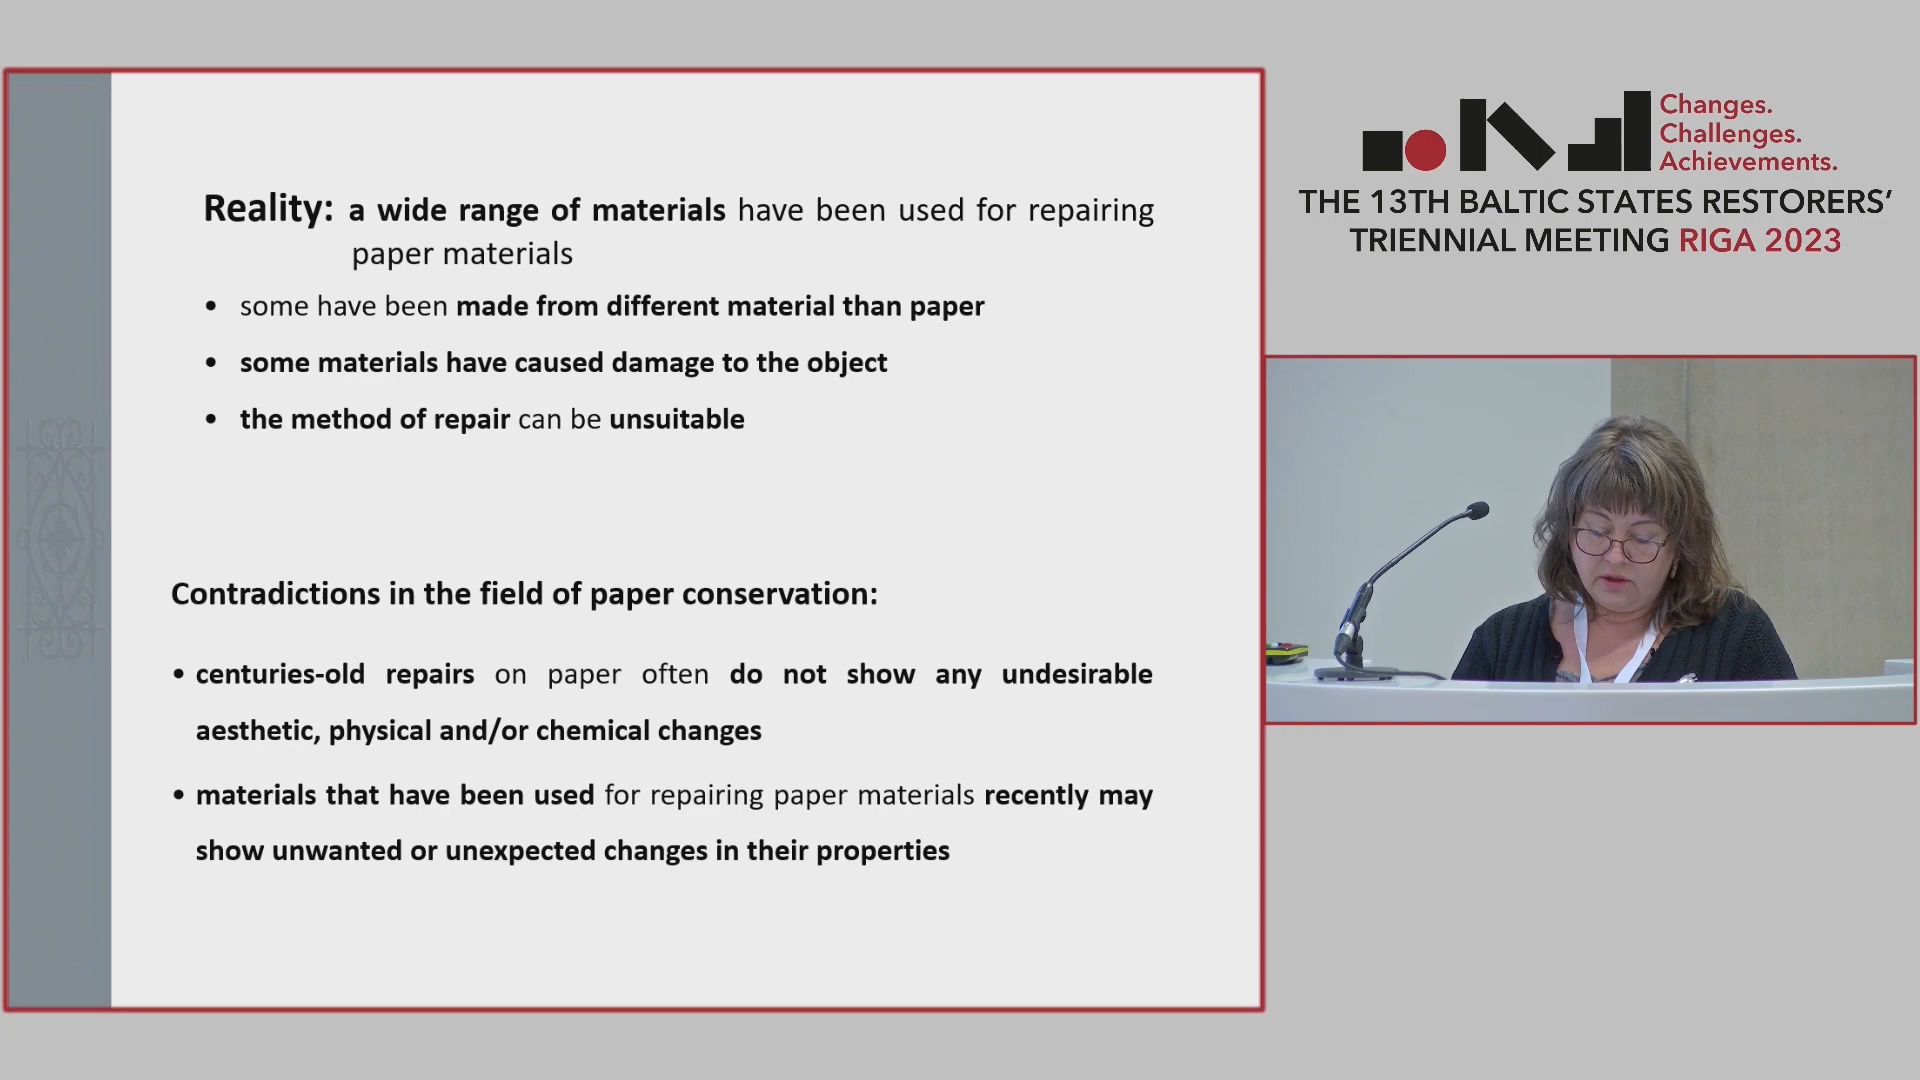 Reality: a wide range of materials have been used for repairing
paper materials
• some have been made from different material than paper
• some materials have caused damage to the object
• the method of repair can be unsuitable
Contradictions in the field of paper conservation:
• centuries-old repairs on paper often do not show any undesirable
aesthetic, physical and/or chemical changes
• materials that have been used for repairing paper materials recently may
show unwanted or unexpected changes in their properties
Changes.
Challenges.
Achievements.
THE 13TH BALTIC STATES RESTORERS’
TRIENNIAL MEETING RIGA 2023